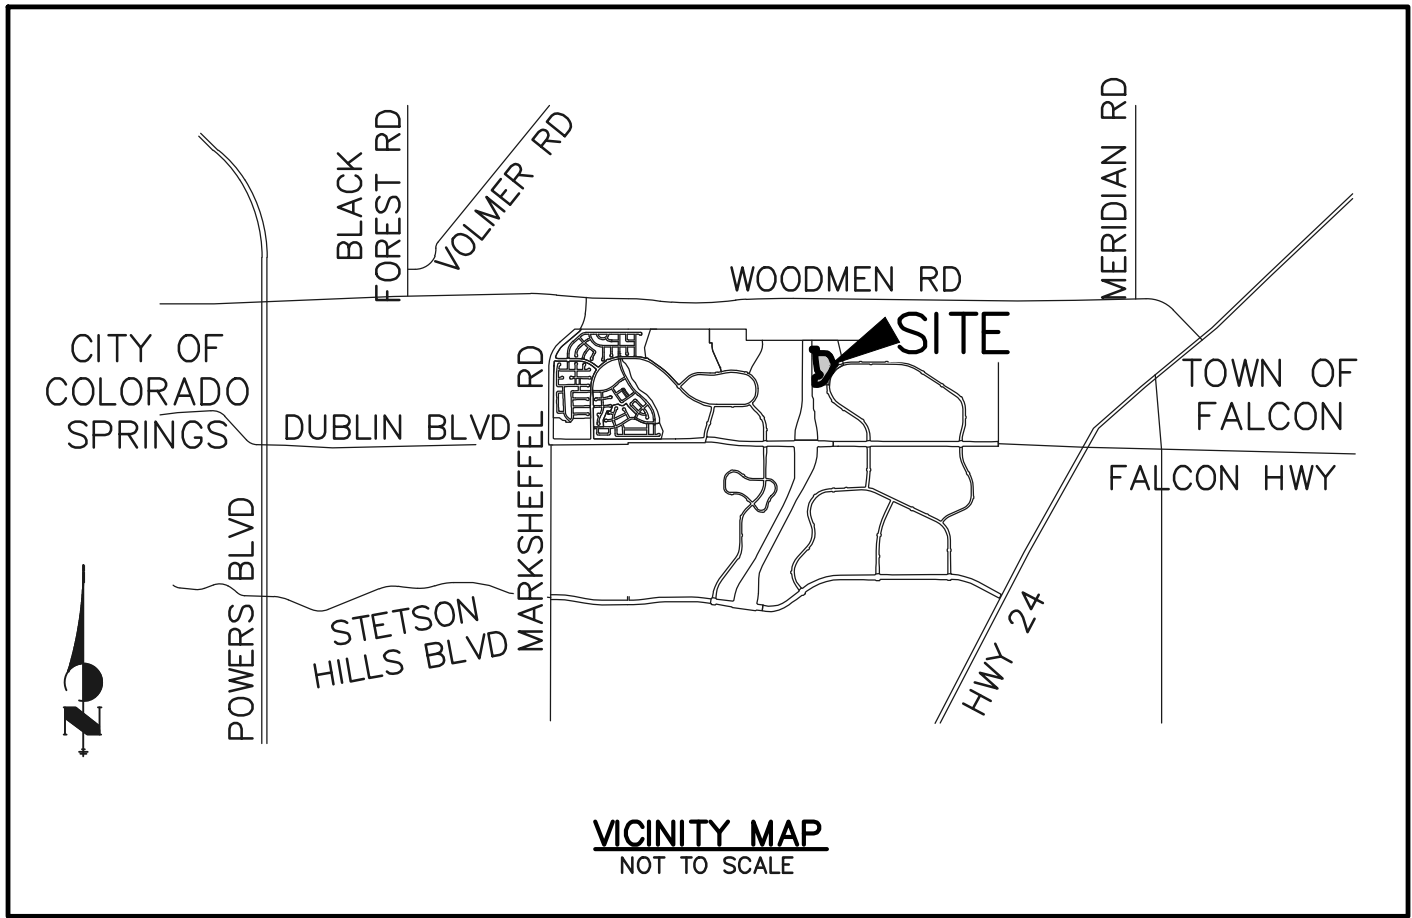 BLACK
FOREST RD
VOLMER RD
MERIDIAN RD
WOODMEN RD
SITE
CITY OF
COLORADO
SPRINGS
DUBLIN BLVD
MARKSHEFFEL RD
TOWN OF
FALCON
FALCON HWY
POWERS BLVD
STETSON
HILLS BLVD
HWY 24
N
VICINITY MAP
NOT TO SCALE